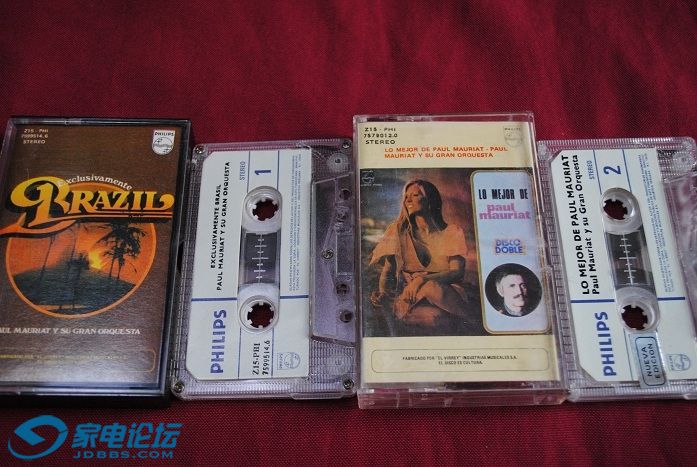 Z15 - PHI
7599514.6
STEREO
PHILIPS
Exclusivamente
BRAZIL
PAUL MAURIAT Y SU GRAN ORQUESTA
STEREO
1
EXCLUSIVAMENTE BRASIL
PAUL MAURIAT Y SU GRAN ORQUESTA
PHILIPS
Z15-PHI
7599514.6
Z15 - PHI
7579012.0
STEREO
PHILIPS
LO MEJOR DE PAUL MAURIAT - PAUL
MAURIAT Y SU GRAN ORQUESTA
LO MEJOR DE
paul
mauriat
DISCO
DOBLE
FABRICADO POR "EL VIRREY" INDUSTRIAS MUSICALES S.A.
EL DISCO ES CULTURA.
STEREO
2
LO MEJOR DE PAUL MAURIAT
Paul Mauriat y su Gran Orquesta
PHILIPS
NUEVA
EDICION
家电论坛
JDBBS.COM